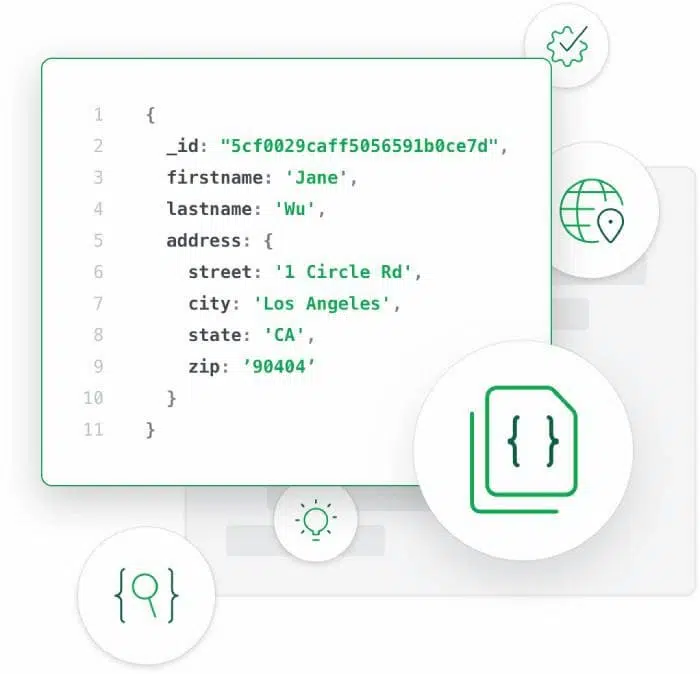 1 {
2 _id: "5cf0029caff5056591b0ce7d",
3 firstname: 'Jane',
4 lastname: 'Wu',
5 address: {
6 street: '1 Circle Rd',
7 city: 'Los Angeles',
8 state: 'CA',
9 zip: ’90404’
10 }
11 }
{ }
{ }